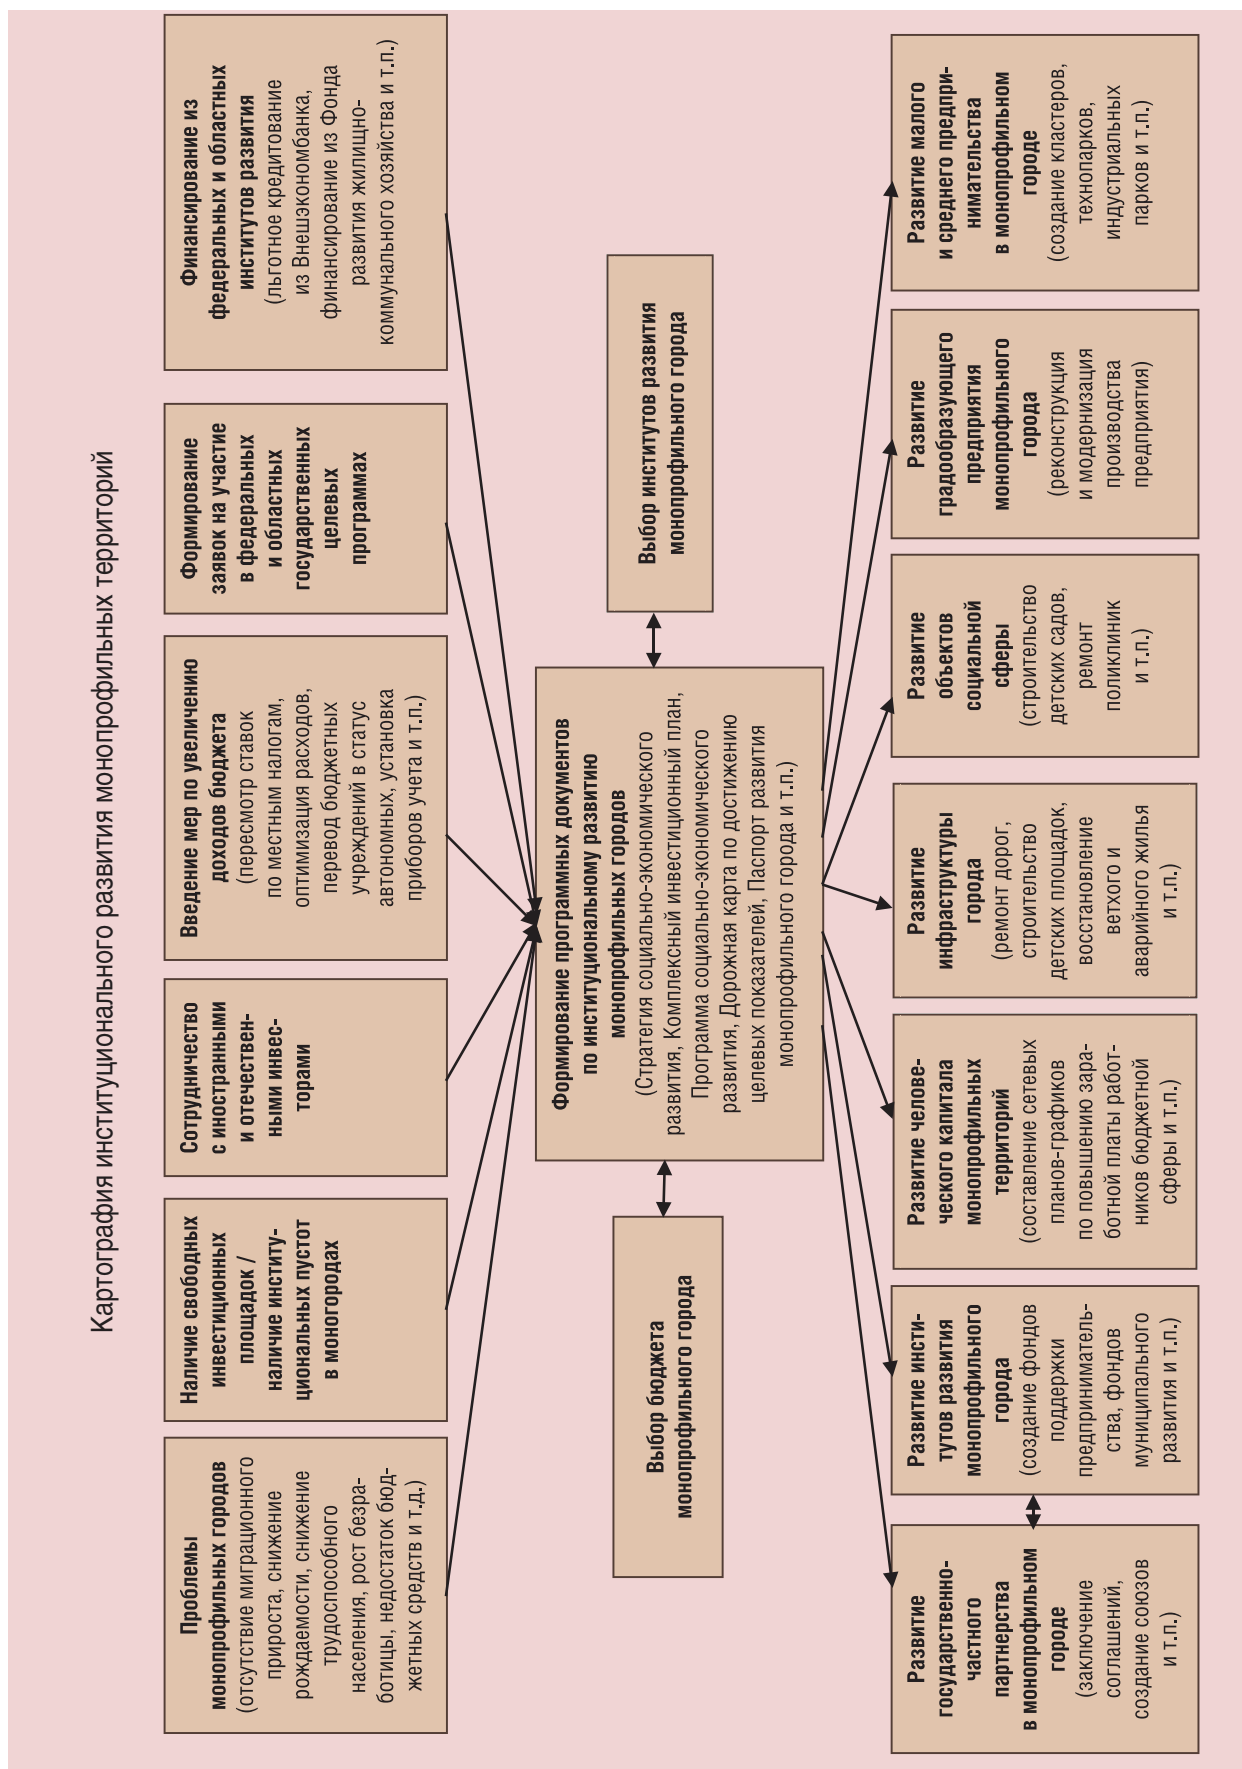 Картография институционального развития монопрофильных территорий
Проблемы
монопрофильных городов
(отсутствие миграционного
прироста, снижение
рождаемости, снижение
трудоспособного
населения, рост безра-
ботицы, недостаток бюд-
жетных средств и т.д.)
Наличие свободных
инвестиционных
площадок /
наличие институ-
циональных пустот
в моногородах
Сотрудничество
с иностранными
и отечествен-
ными инвес-
торами
Введение мер по увеличению
доходов бюджета
(пересмотр ставок
по местным налогам,
оптимизация расходов,
перевод бюджетных
учреждений в статус
автономных, установка
приборов учета и т.п.)
Формирование
заявок на участие
в федеральных
и областных
государственных
целевых
программах
Финансирование из
федеральных и областных
институтов развития
(льготное кредитование
из Внешэкономбанка,
финансирование из Фонда
развития жилищно-
коммунального хозяйства и т.п.)
Выбор бюджета
монопрофильного города
Формирование программных документов
по институциональному развитию
монопрофильных городов
(Стратегия социально-экономического
развития, Комплексный инвестиционный план,
Программа социально-экономического
развития, Дорожная карта по достижению
целевых показателей, Паспорт развития
монопрофильного города и т.п.)
Выбор институтов развития
монопрофильного города
Развитие
государственно-
частного
партнерства
в монопрофильном
городе
(заключение
соглашений,
создание союзов
и т.п.)
Развитие инсти-
тутов развития
монопрофильного
города
(создание фондов
поддержки
предприниматель-
ства, фондов
муниципального
развития и т.п.)
Развитие челове-
ческого капитала
монопрофильных
территорий
(составление сетевых
планов-графиков
по повышению зара-
ботной платы работ-
ников бюджетной
сферы и т.п.)
Развитие
инфраструктуры
города
(ремонт дорог,
строительство
детских площадок,
восстановление
ветхого и
аварийного жилья
и т.п.)
Развитие
объектов
социальной
сферы
(строительство
детских садов,
ремонт
поликлиник
и т.п.)
Развитие
градообразующего
предприятия
монопрофильного
города
(реконструкция
и модернизация
производства
предприятия)
Развитие малого
и среднего предпри-
нимательства
в монопрофильном
городе
(создание кластеров,
технопарков,
индустриальных
парков и т.п.)